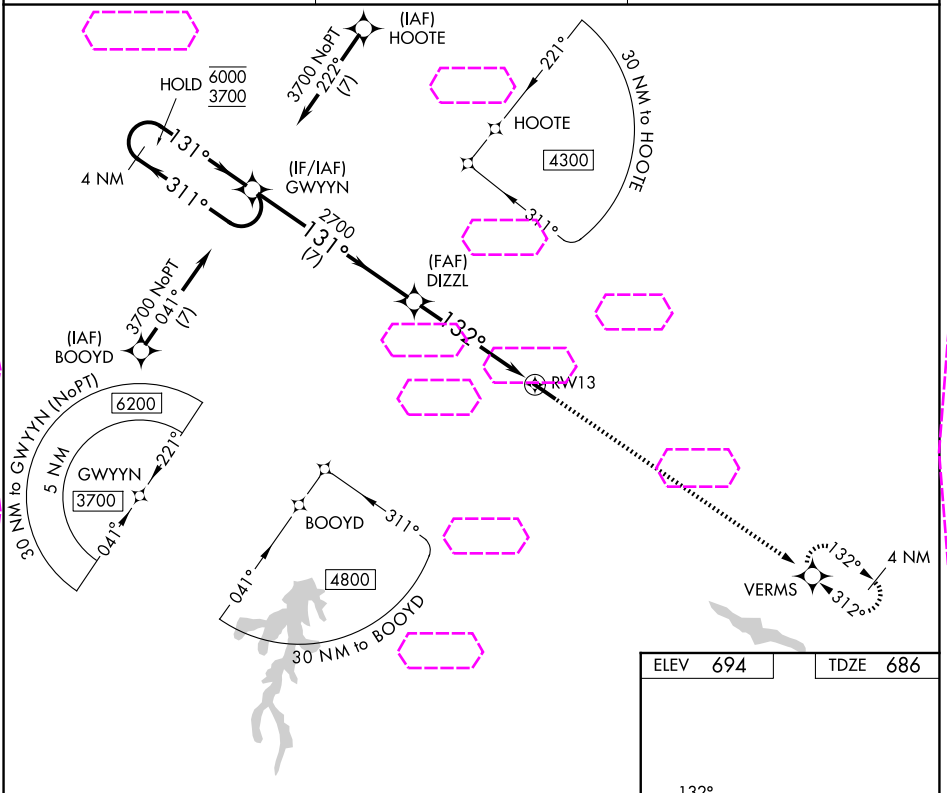 (IAF)
HOOTE
3700 NoPT
222°
(7)
HOLD 6000
3700
131°
311°
4 NM
(IF/IAF)
GWYYN
2700
131°
(7)
(FAF)
DIZZL
132°
RW13
221°
HOOTE
4300
311°
30 NM to HOOTE
3700 NoPT
041°
(7)
(IAF)
BOOYD
30 NM to GWYYN (NoPT)
6200
5 NM
221°
GWYYN
3700
041°
BOOYD
311°
041°
4800
30 NM to BOOYD
132°
4 NM
VERMS
312°
ELEV 694
TDZE 686
132°